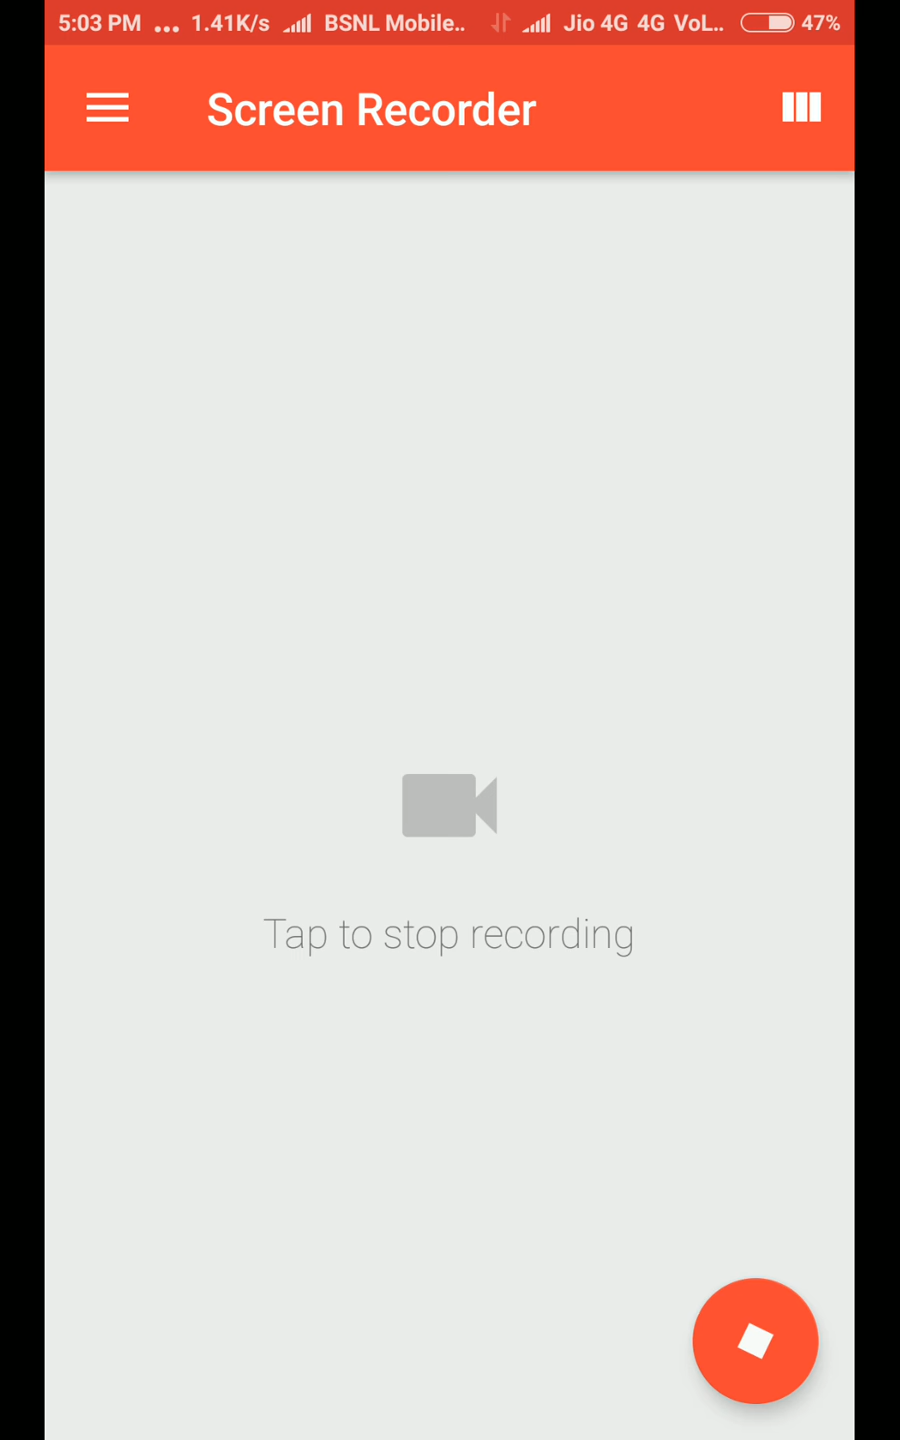 5:03 PM ... 1.41K/s BSNL Mobile.. Jio 4G 4G VoL.. 47%
Screen Recorder
Tap to stop recording